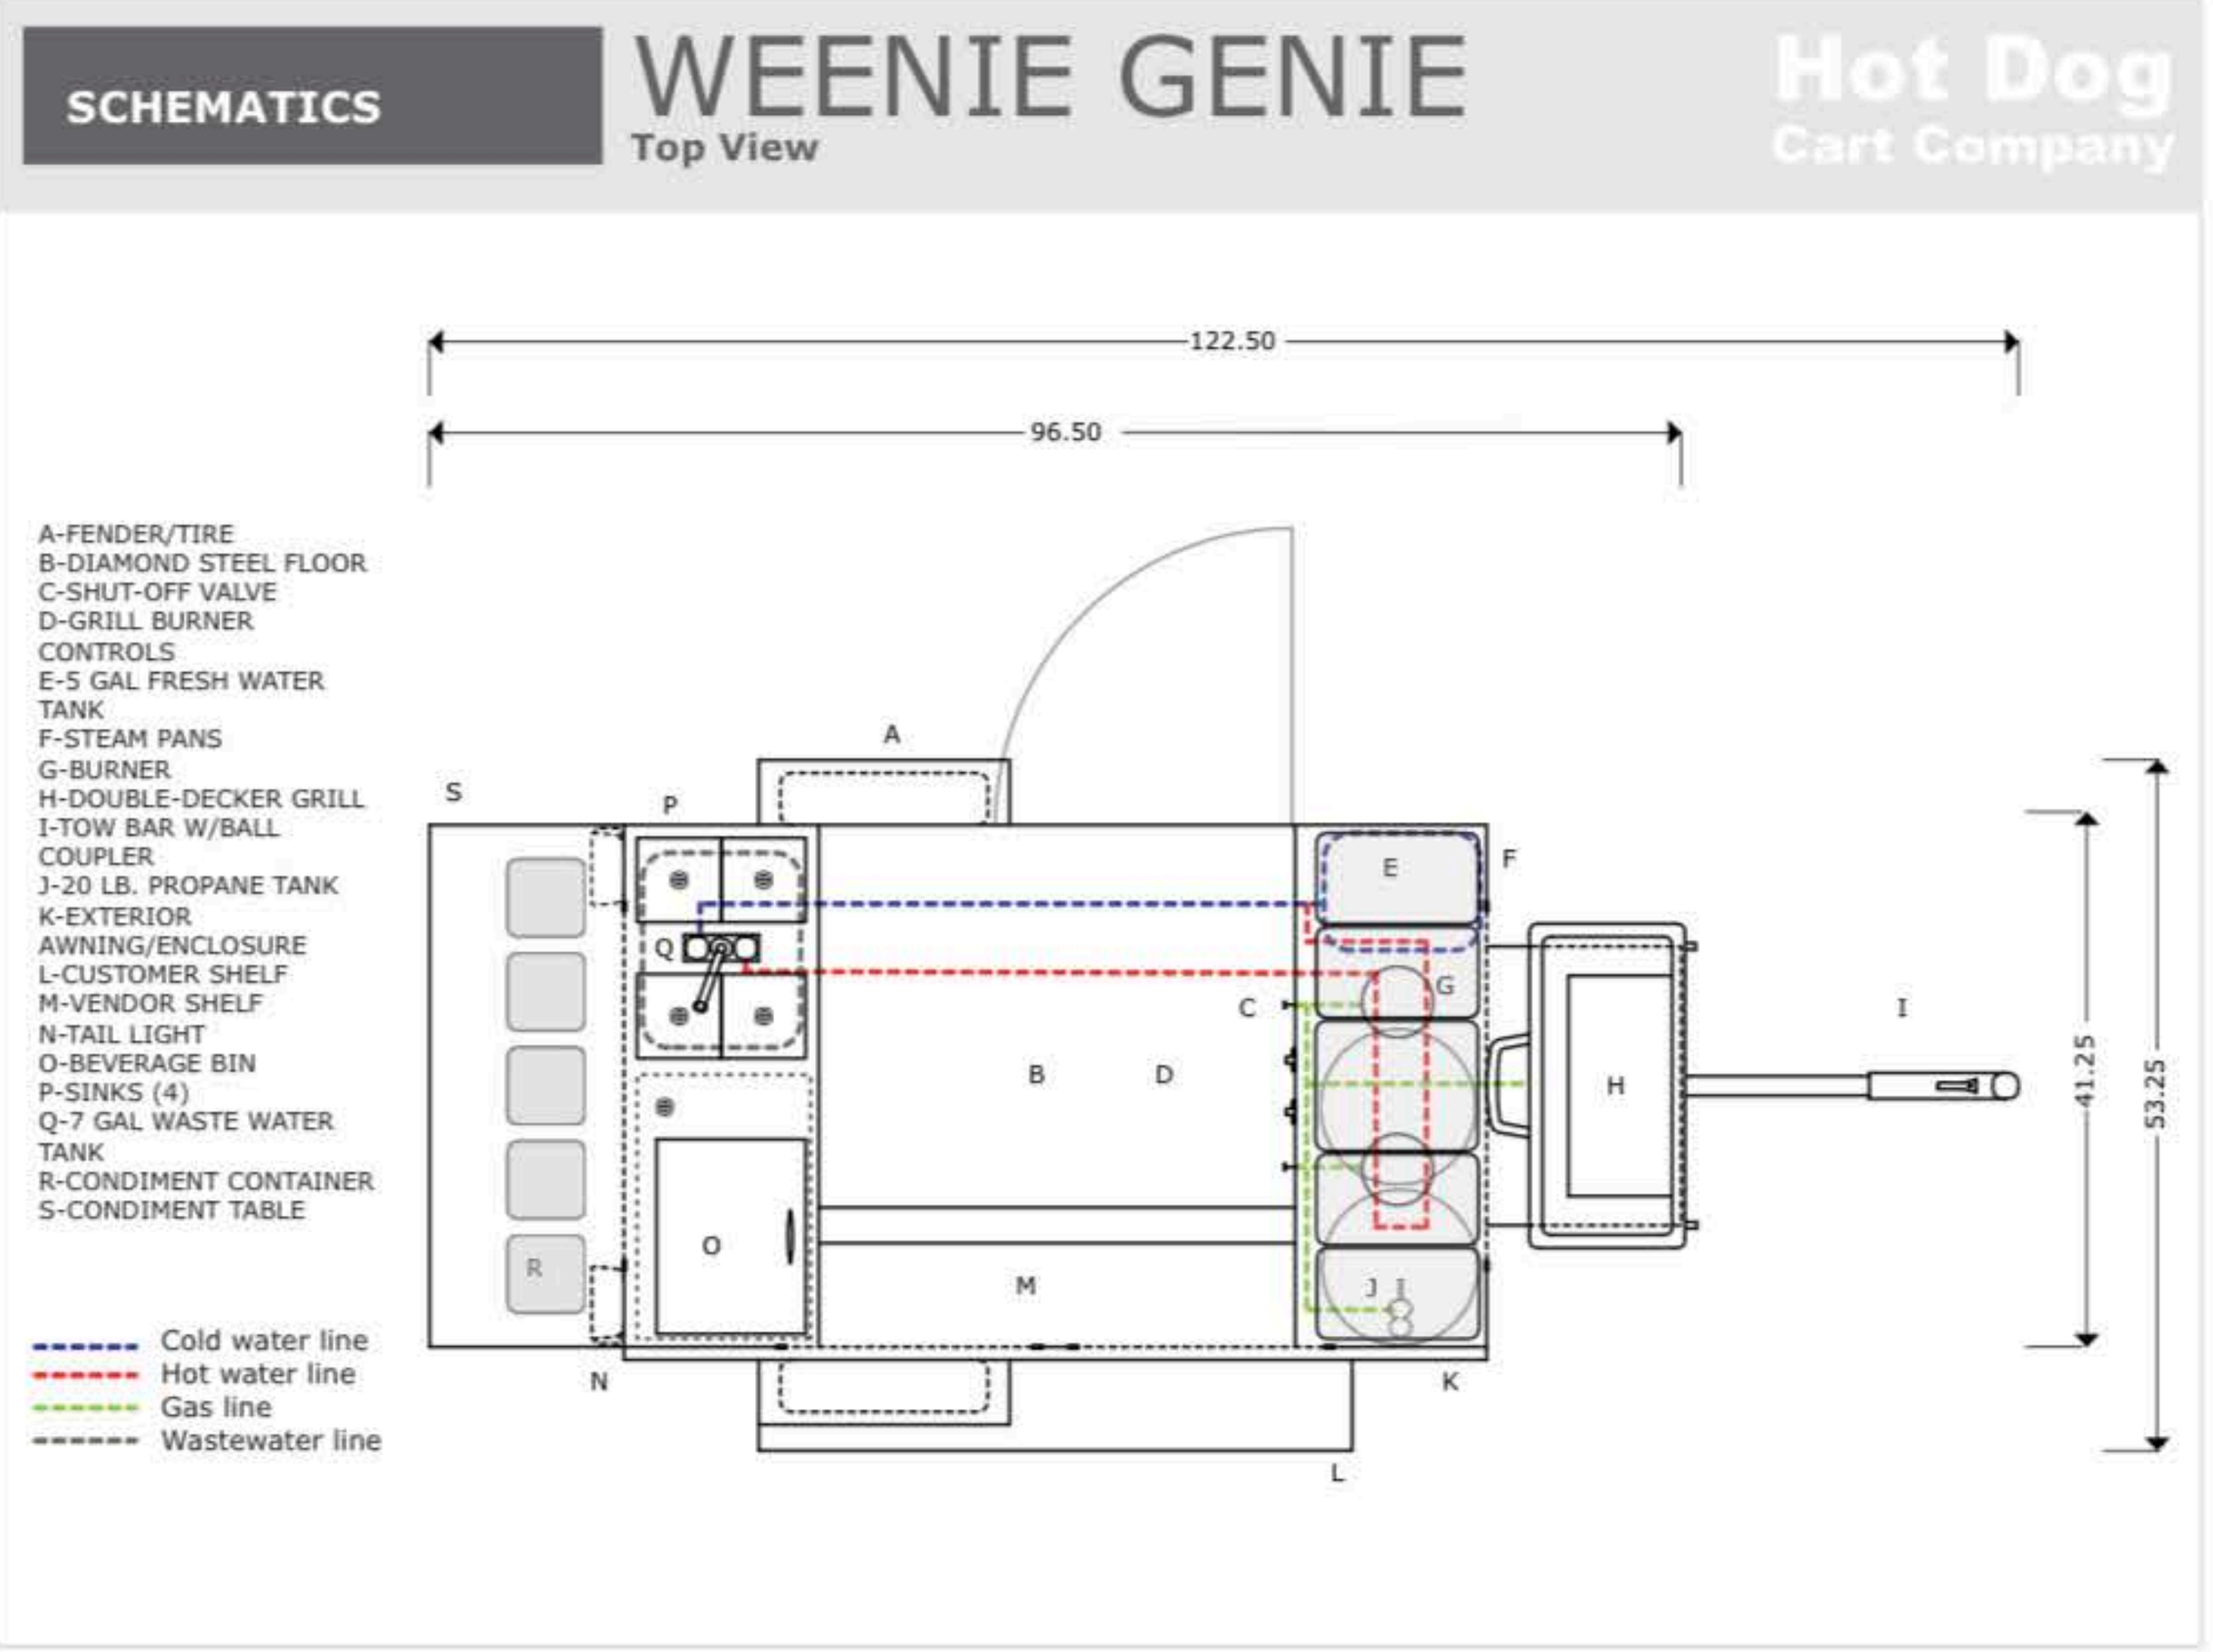 SCHEMATICS
WEENIE GENIE
Top View
Hot Dog
Cart Company
122.50
96.50
A-FENDER/TIRE
B-DIAMOND STEEL FLOOR
C-SHUT-OFF VALVE
D-GRILL BURNER
CONTROLS
E-5 GAL FRESH WATER
TANK
F-STEAM PANS
G-BURNER
H-DOUBLE-DECKER GRILL
I-TOW BAR W/BALL
COUPLER
J-20 LB. PROPANE TANK
K-EXTERIOR
AWNING/ENCLOSURE
L-CUSTOMER SHELF
M-VENDOR SHELF
N-TAIL LIGHT
O-BEVERAGE BIN
P-SINKS (4)
Q-7 GAL WASTE WATER
TANK
R-CONDIMENT CONTAINER
S-CONDIMENT TABLE
Cold water line
Hot water line
Gas line
Wastewater line
A
S
P
E
F
Q
G
C
I
B
D
H
41.25
53.25
O
R
M
J
N
K
L